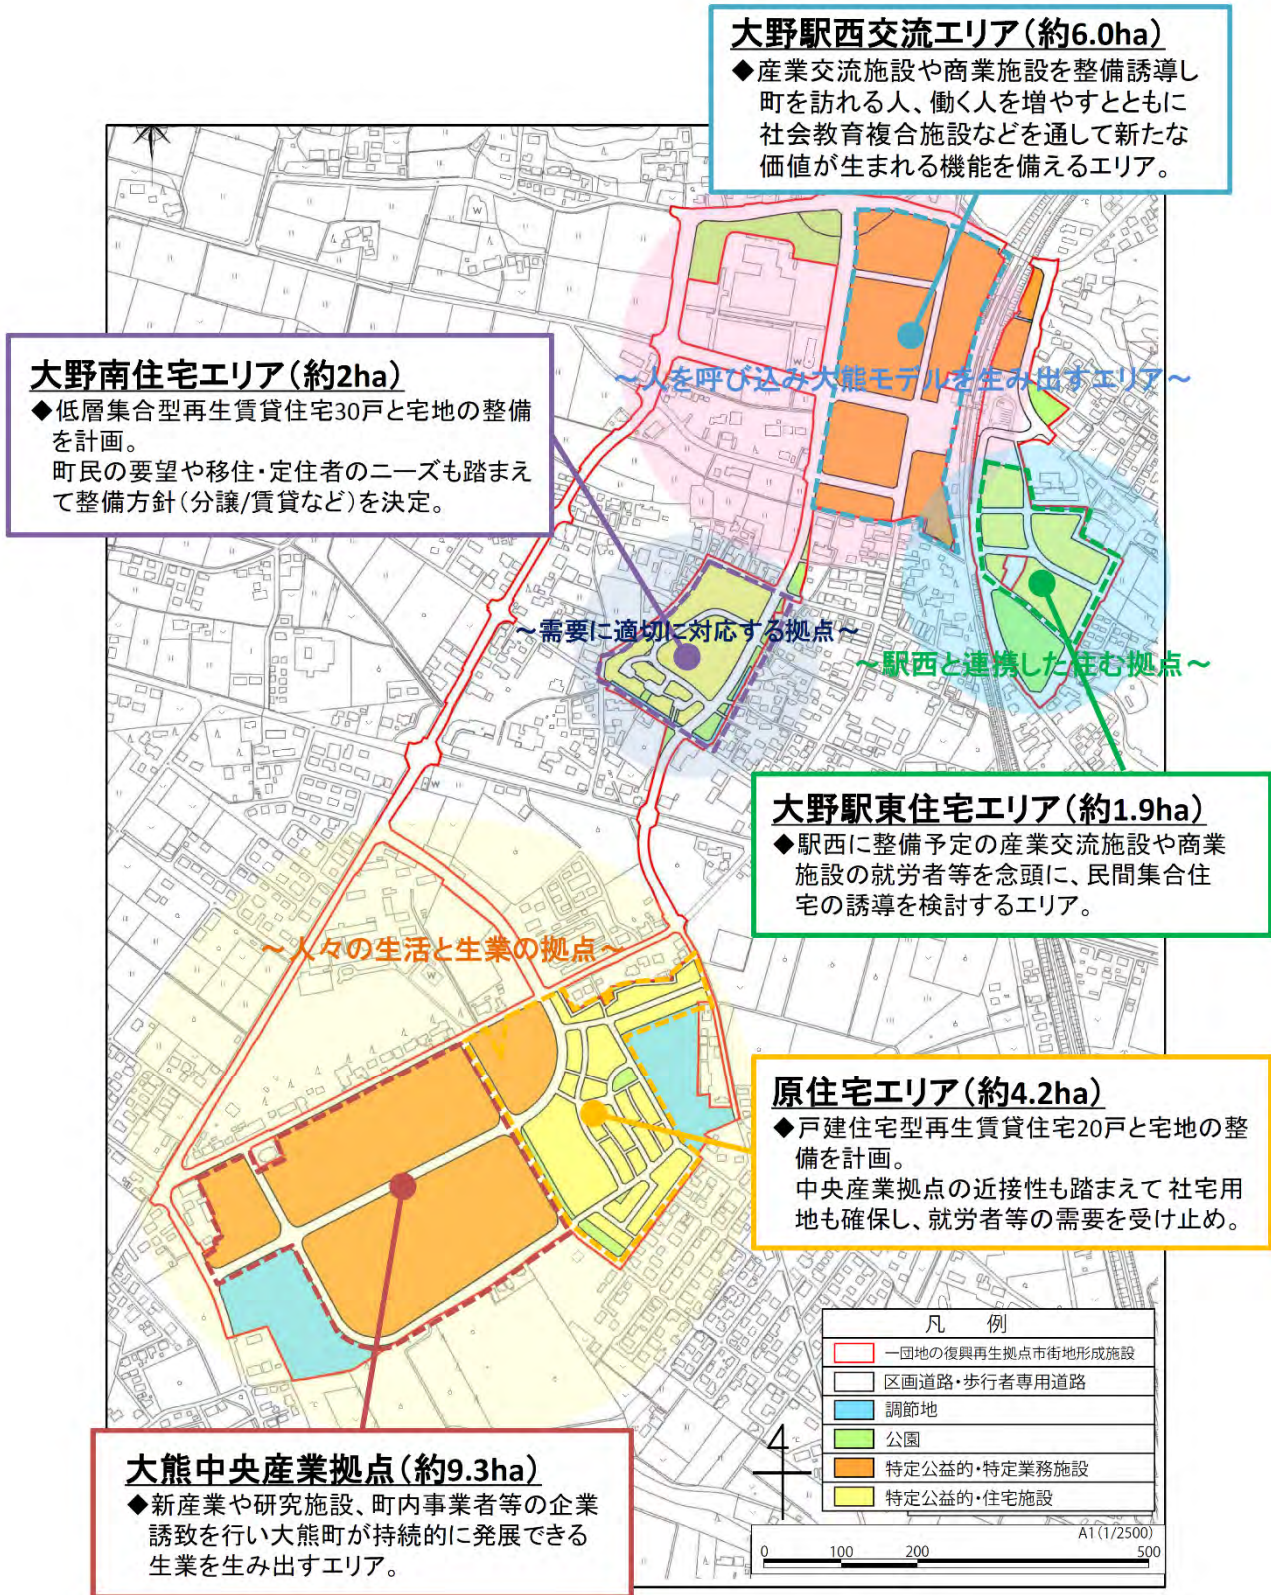 大野駅西交流エリア（約6.0ha）
◆産業交流施設や商業施設を整備誘導し
町を訪れる人、働く人を増やすとともに
社会教育複合施設などを通して新たな
価値が生まれる機能を備えるエリア。
大野南住宅エリア（約2ha）
◆低層集合型再生賃貸住宅30戸と宅地の整備
を計画。
町民の要望や移住・定住者のニーズも踏まえ
て整備方針（分譲/賃貸など）を決定。
～人を呼び込み大熊モデルを生み出すエリア～
～需要に適切に対応する拠点～
～駅西と連携した住む拠点～
大野駅東住宅エリア（約1.9ha）
◆駅西に整備予定の産業交流施設や商業
施設の就労者等を念頭に、民間集合住
宅の誘導を検討するエリア。
～人々の生活と生業の拠点～
原住宅エリア（約4.2ha）
◆戸建住宅型再生賃貸住宅20戸と宅地の整
備を計画。
中央産業拠点の近接性も踏まえて社宅用
地も確保し、就労者等の需要を受け止め。
大熊中央産業拠点（約9.3ha）
◆新産業や研究施設、町内事業者等の企業
誘致を行い大熊町が持続的に発展できる
生業を生み出すエリア。
凡　例
一団地の復興再生拠点市街地形成施設
区画道路・歩行者専用道路
調節地
公園
特定公益的・特定業務施設
特定公益的・住宅施設
A1(1/2500)
0 100 200 500